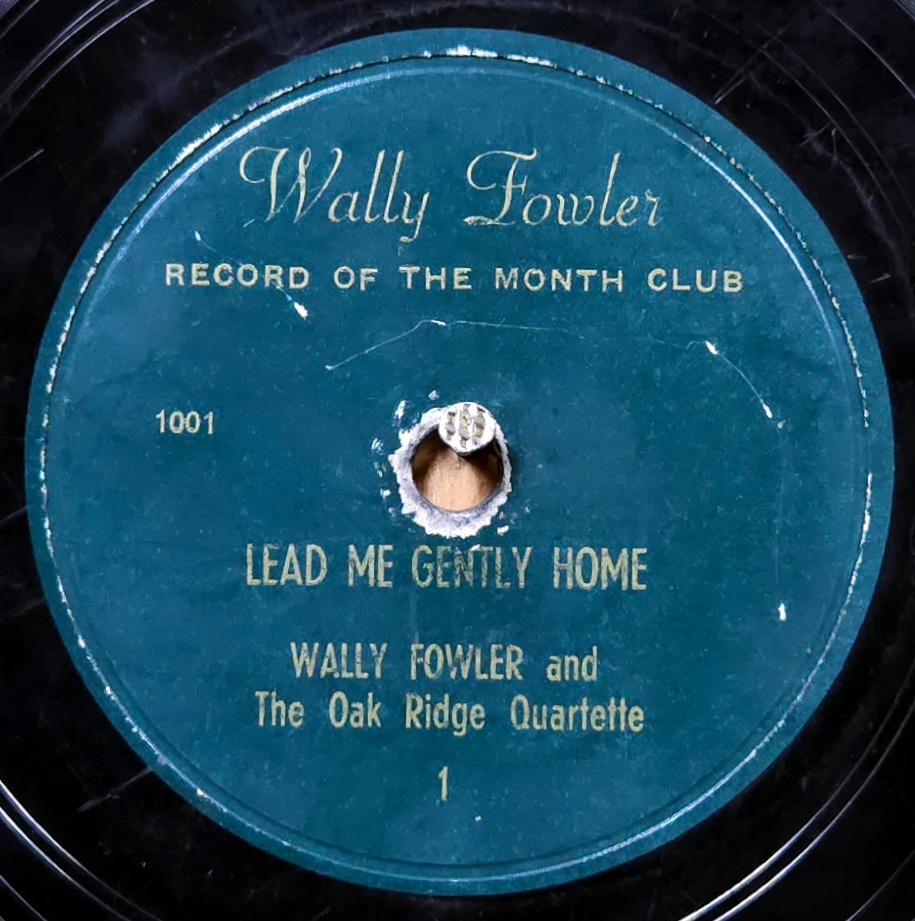 Wally Fowler
RECORD OF THE MONTH CLUB
1001
LEAD ME GENTLY HOME
WALLY FOWLER and
The Oak Ridge Quartette
1